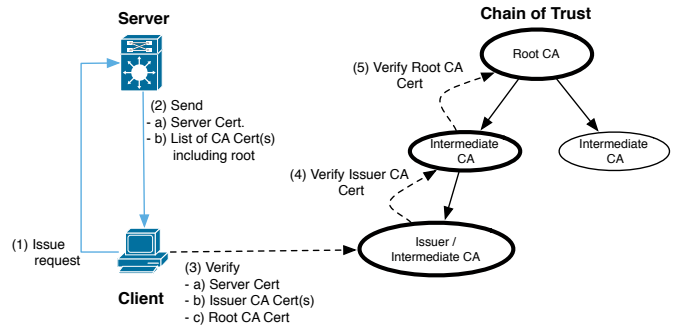 Server
Chain of Trust
Root CA
(5) Verify Root CA
Cert
(2) Send
- a) Server Cert.
- b) List of CA Cert(s)
including root
Intermediate
CA
Intermediate
CA
(4) Verify Issuer CA
Cert
(1) Issue
request
Issuer /
Intermediate CA
(3) Verify
- a) Server Cert
- b) Issuer CA Cert(s)
- c) Root CA Cert
Client